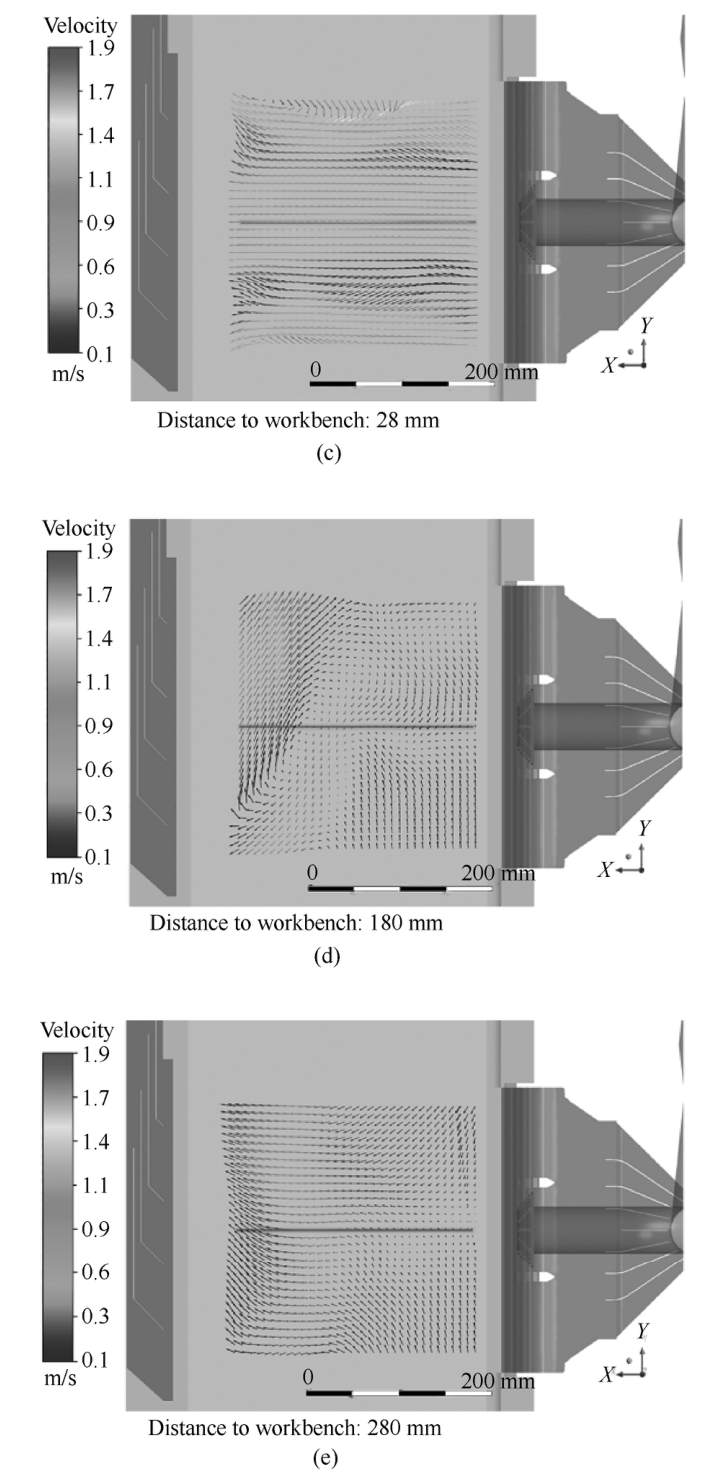 Velocity
1.9
1.7
1.4
1.1
0.9
0.6
0.3
0.1
m/s
0 200 mm
Y
X
Distance to workbench: 28 mm
(c)
Velocity
1.9
1.7
1.4
1.1
0.9
0.6
0.3
0.1
m/s
0 200 mm
Y
X
Distance to workbench: 180 mm
(d)
Velocity
1.9
1.7
1.4
1.1
0.9
0.6
0.3
0.1
m/s
0 200 mm
Y
X
Distance to workbench: 280 mm
(e)